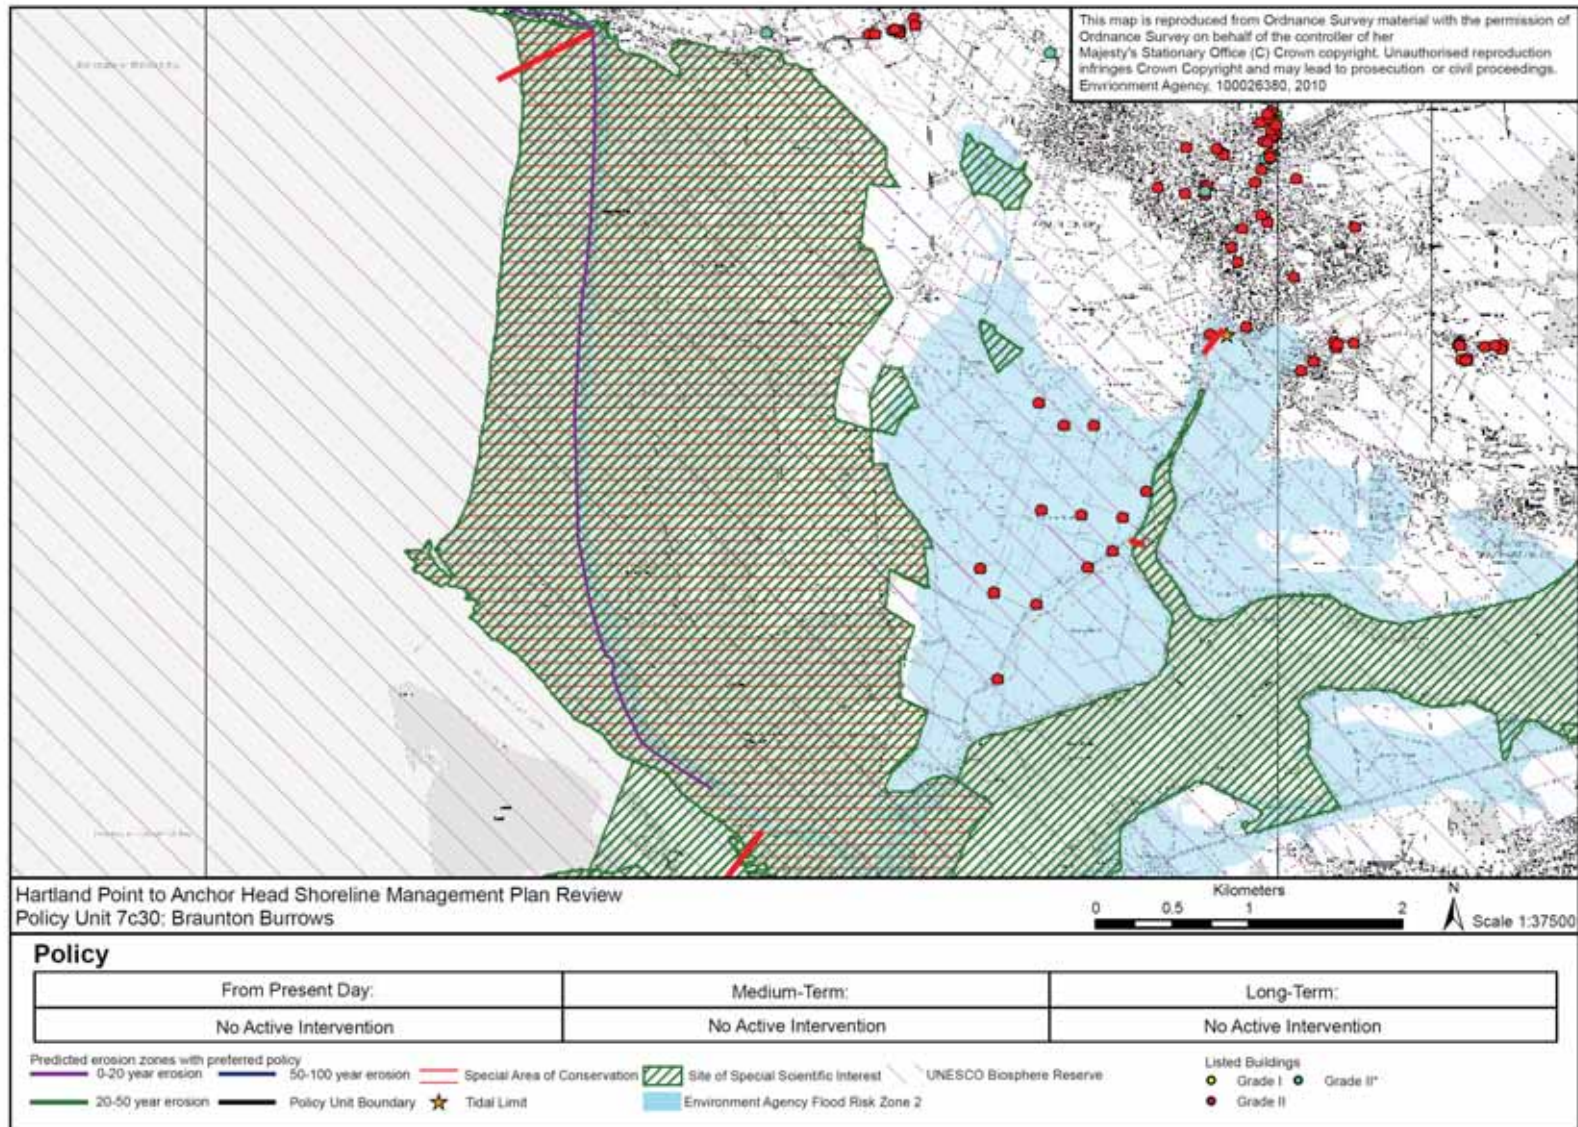 This map is reproduced from Ordnance Survey material with the permission of
Ordnance Survey on behalf of the controller of her
Majesty's Stationary Office (C) Crown copyright. Unauthorised reproduction
infringes Crown Copyright and may lead to prosecution or civil proceedings.
Envrionment Agency, 100026380, 2010
Hartland Point to Anchor Head Shoreline Management Plan Review
Policy Unit 7c30: Braunton Burrows
Kilometers
0 0.5 1 2
N
Scale 1:37500
Policy
From Present Day: Medium-Term: Long-Term:
No Active Intervention No Active Intervention No Active Intervention
Predicted erosion zones with preferred policy
0-20 year erosion 50-100 year erosion Special Area of Conservation Site of Special Scientific Interest UNESCO Biosphere Reserve
20-50 year erosion Policy Unit Boundary Tidal Limit Environment Agency Flood Risk Zone 2
Listed Buildings
Grade I Grade II*
Grade II